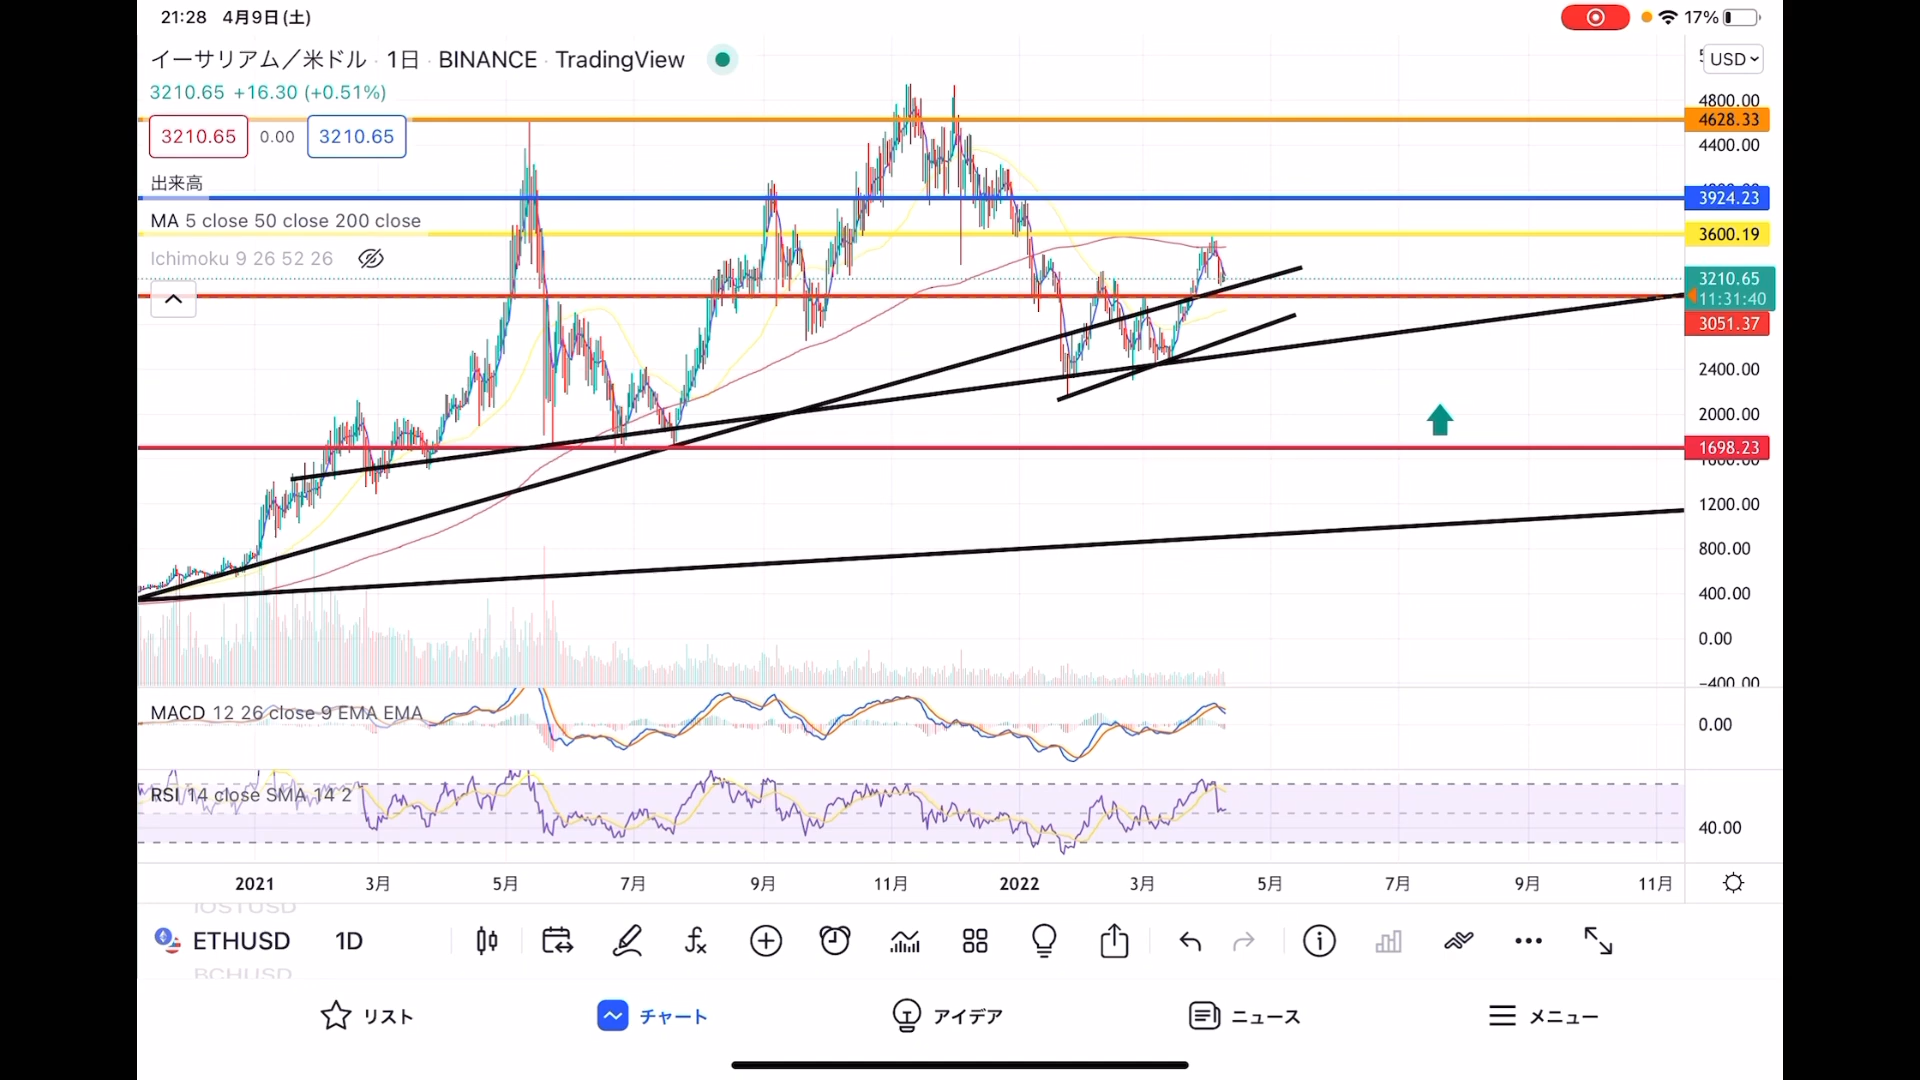 21:28 4月9日(土)
17%
イーサリアム／米ドル · 1日 · BINANCE · TradingView
USD
3210.65 +16.30 (+0.51%)
4800.00
4628.33
3210.65 0.00 3210.65
4400.00
出来高
3924.23
MA 5 close 50 close 200 close
3600.19
Ichimoku 9 26 52 26
3210.65
11:31:40
3051.37
2400.00
2000.00
1698.23
1200.00
800.00
400.00
0.00
−400.00
MACD 12 26 close 9 EMA EMA
0.00
RSI 14 close SMA 14 2
40.00
2021 3月 5月 7月 9月 11月 2022 3月 5月 7月 9月 11月
IOSTUSD
ETHUSD 1D
BCHUSD
リスト チャート アイデア ニュース メニュー